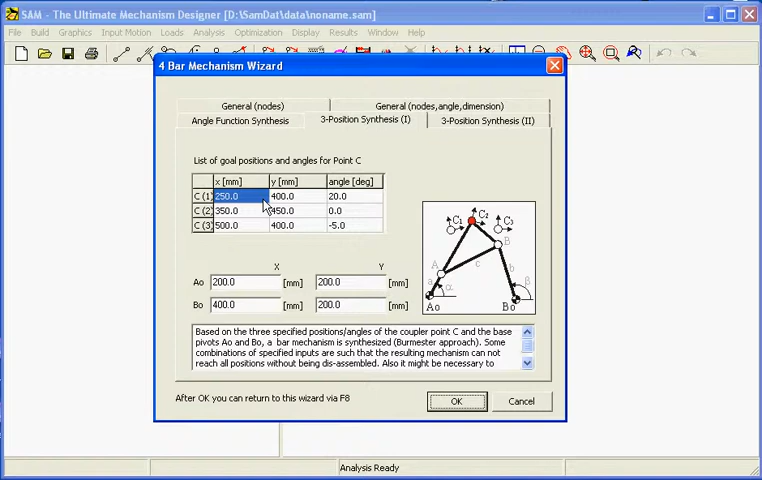 SAM - The Ultimate Mechanism Designer [D:\SamDat\data\noname.sam]
File Build Graphics Input Motion Loads Analysis Optimization Display Results Window Help
4 Bar Mechanism Wizard
General (nodes) General (nodes,angle,dimension)
Angle Function Synthesis 3-Position Synthesis (I) 3-Position Synthesis (II)
List of goal positions and angles for Point C
x [mm] y [mm] angle [deg]
C (1) 250.0 400.0 20.0
C (2) 350.0 450.0 0.0
C (3) 500.0 400.0 -5.0
C₁ C₂ C₃
A B
a c b
α β
Ao Bo
X Y
Ao 200.0 [mm] 200.0 [mm]
Bo 400.0 [mm] 200.0 [mm]
Based on the three specified positions/angles of the coupler point C and the base
pivots Ao and Bo, a bar mechanism is synthesized (Burmester approach). Some
combinations of specified inputs are such that the resulting mechanism can not
reach all positions without being dis-assembled. Also it might be necessary to
After OK you can return to this wizard via F8
OK Cancel
Analysis Ready